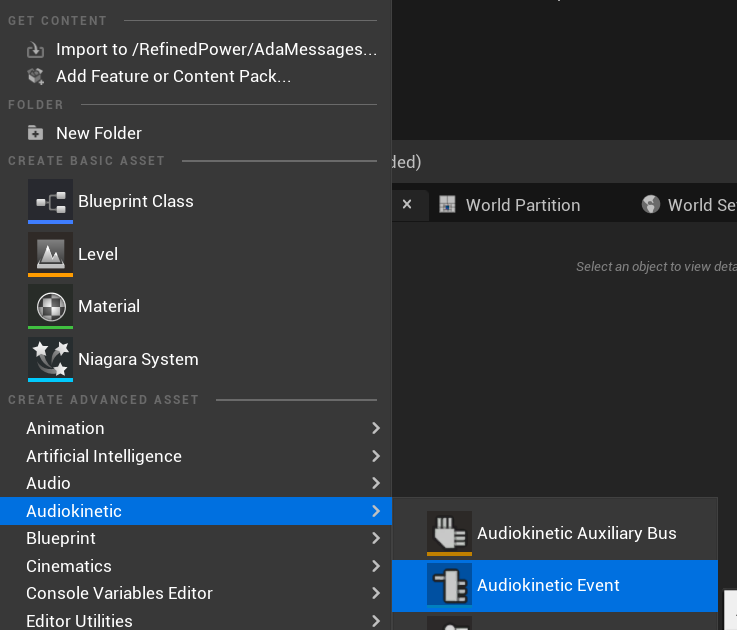 GET CONTENT
Import to /RefinedPower/AdaMessages...
Add Feature or Content Pack...
FOLDER
New Folder
CREATE BASIC ASSET
Blueprint Class
Level
Material
Niagara System
CREATE ADVANCED ASSET
Animation
Artificial Intelligence
Audio
Audiokinetic
Blueprint
Cinematics
Console Variables Editor
Editor Utilities
ded)
World Partition
World Se
Select an object to view deta
Audiokinetic Auxiliary Bus
Audiokinetic Event